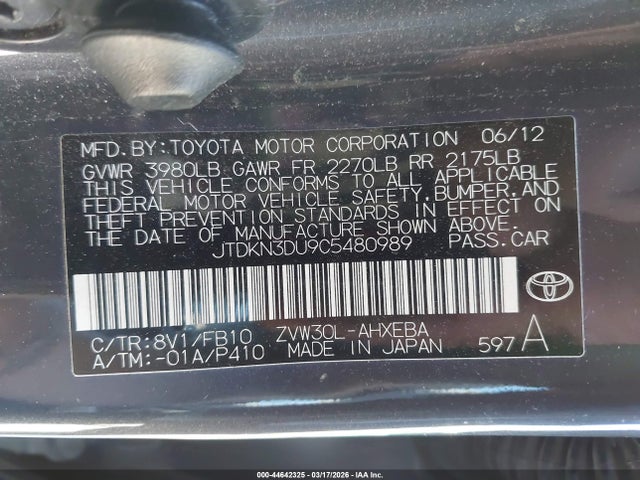 MFD.BY:TOYOTA MOTOR CORPORATION 06/12
GVWR 3980LB GAWR FR 2270LB RR 2175LB
THIS VEHICLE CONFORMS TO ALL APPLICABLE
FEDERAL MOTOR VEHICLE SAFETY,BUMPER,AND
THEFT PREVENTION STANDARDS IN EFFECT ON
THE DATE OF MANUFACTURE SHOWN ABOVE.
JTDKN3DU9C5480989 PASS.CAR
C/TR:8V1/FB10 ZVW30L-AHXEBA
A/TM:-01A/P410 MADE IN JAPAN 597A
000-44642325 - 03/17/2026 - IAAI, Inc.